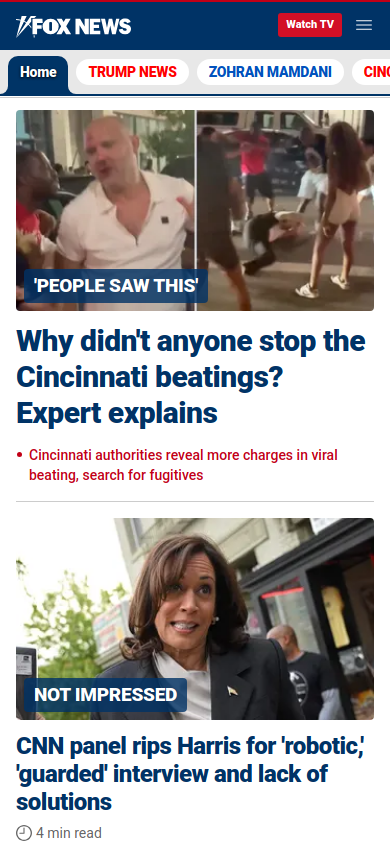 FOX NEWS
Watch TV
Home TRUMP NEWS ZOHRAN MAMDANI CINC
'PEOPLE SAW THIS'
Why didn't anyone stop the
Cincinnati beatings?
Expert explains
Cincinnati authorities reveal more charges in viral
beating, search for fugitives
NOT IMPRESSED
CNN panel rips Harris for 'robotic,'
'guarded' interview and lack of
solutions
4 min read